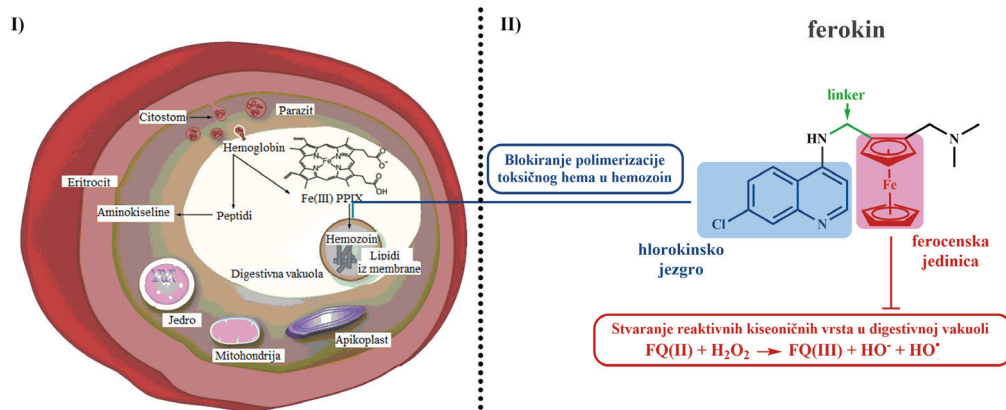 I)
Citostom
Parazit
Hemoglobin
Eritrocit
Fe
N
N
N
N
O
O-
OH
O
Fe(III) PPIX
Aminokiseline
Peptidi
Hemozoin
Lipidi
iz membrane
Digestivna vakuola
Jedro
Mitohondrija
Apikoplast
II)
ferokin
linker
HN
N
Fe
Cl
N
Blokiranje polimerizacije
toksičnog hema u hemozoin
hlorokinsko
jezgro
ferocenska
jedinica
Stvaranje reaktivnih kiseoničnih vrsta u digestivnoj vakuoli
FQ(II) + H₂O₂ → FQ(III) + HO⁻ + HO•